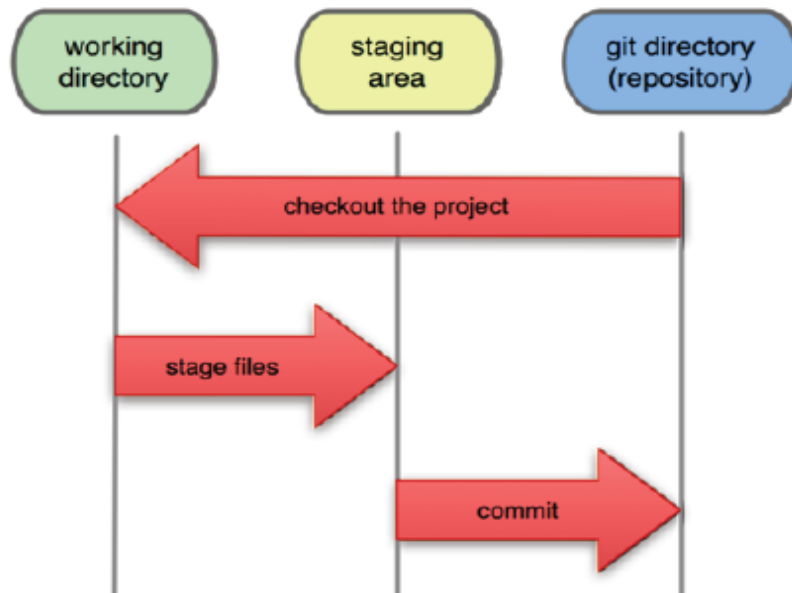 working
directory
staging
area
git directory
(repository)
checkout the project
stage files
commit